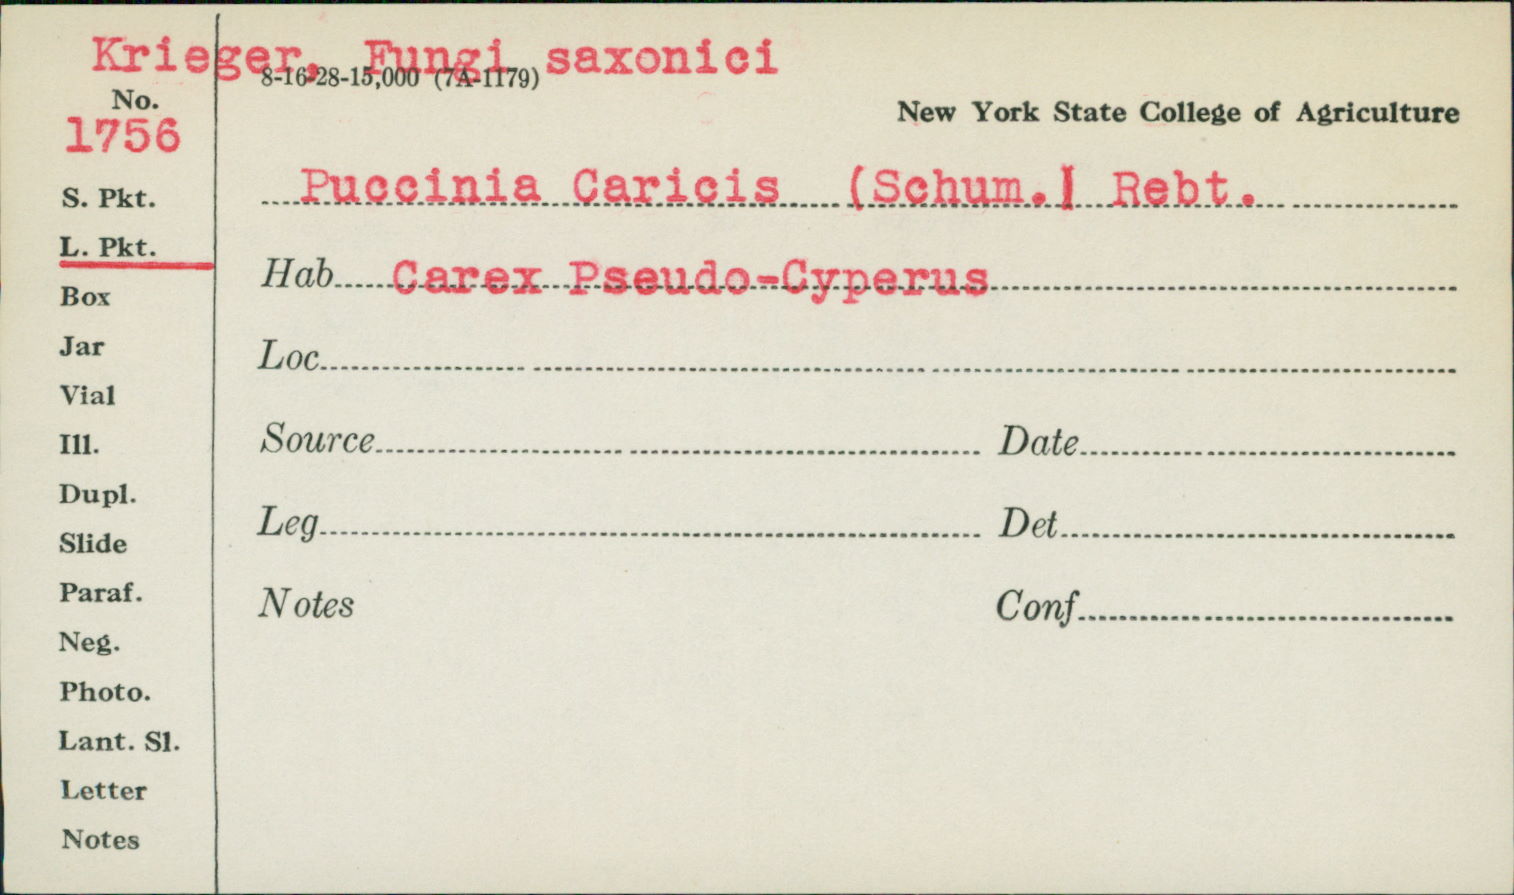 Krieger, Fungi saxonici
8-16-28-15,000 (7A-1179)
No.
1756
New York State College of Agriculture
S. Pkt.
Puccinia Caricis (Schum.) Rebt.
L. Pkt.
Hab Carex Pseudo-Cyperus
Box
Jar
Loc
Vial
Ill.
Source Date
Dupl.
Slide
Leg Det
Paraf.
Notes Conf
Neg.
Photo.
Lant. Sl.
Letter
Notes